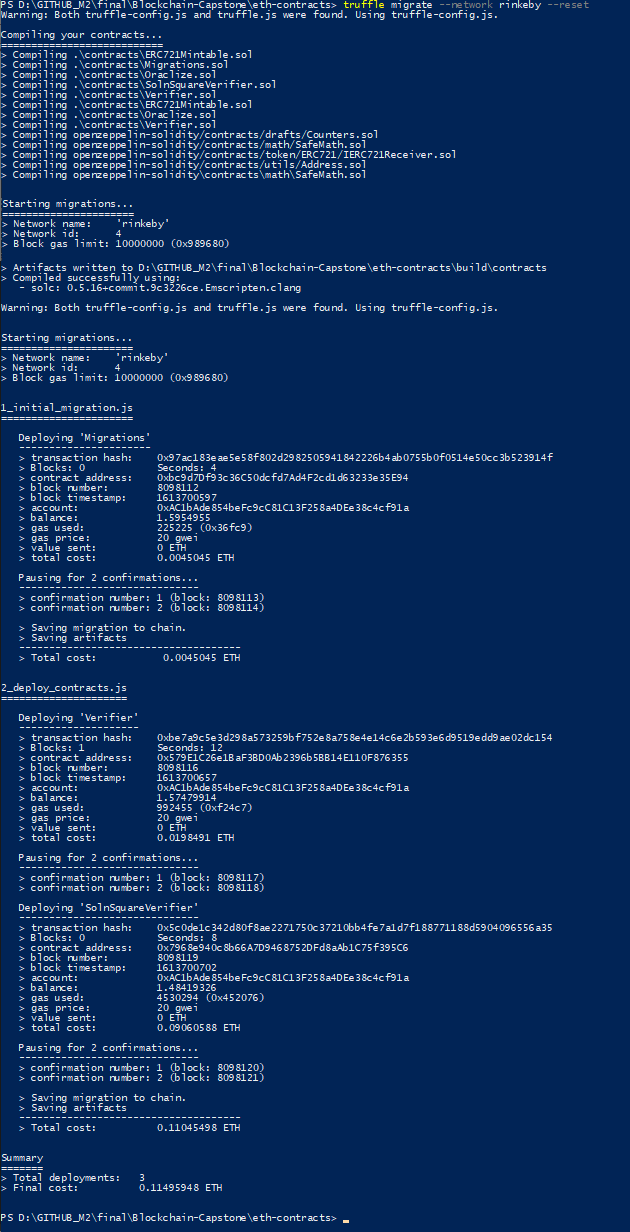 PS D:\GITHUB_M2\final\Blockchain-Capstone\eth-contracts> truffle migrate --network rinkeby --reset
Warning: Both truffle-config.js and truffle.js were found. Using truffle-config.js.
Compiling your contracts...
===========================
> Compiling .\contracts\ERC721Mintable.sol
> Compiling .\contracts\Migrations.sol
> Compiling .\contracts\Oraclize.sol
> Compiling .\contracts\SolnSquareVerifier.sol
> Compiling .\contracts\Verifier.sol
> Compiling .\contracts\ERC721Mintable.sol
> Compiling .\contracts\Oraclize.sol
> Compiling .\contracts\Verifier.sol
> Compiling openzeppelin-solidity/contracts/drafts/Counters.sol
> Compiling openzeppelin-solidity/contracts/math/SafeMath.sol
> Compiling openzeppelin-solidity/contracts/token/ERC721/IERC721Receiver.sol
> Compiling openzeppelin-solidity/contracts/utils/Address.sol
> Compiling openzeppelin-solidity\contracts\math\SafeMath.sol
Starting migrations...
======================
> Network name:    'rinkeby'
> Network id:      4
> Block gas limit: 10000000 (0x989680)
> Artifacts written to D:\GITHUB_M2\final\Blockchain-Capstone\eth-contracts\build\contracts
> Compiled successfully using:
   - solc: 0.5.16+commit.9c3226ce.Emscripten.clang
Warning: Both truffle-config.js and truffle.js were found. Using truffle-config.js.
Starting migrations...
======================
> Network name:    'rinkeby'
> Network id:      4
> Block gas limit: 10000000 (0x989680)
1_initial_migration.js
======================
   Deploying 'Migrations'
   ----------------------
   > transaction hash:    0x97ac183eae5e58f802d2982505941842226b4ab0755b0f0514e50cc3b523914f
   > Blocks: 0            Seconds: 4
   > contract address:    0xbc9d7Df93c36C50dcfd7Ad4F2cd1d63233e35E94
   > block number:        8098112
   > block timestamp:     1613700597
   > account:             0xAC1bAde854beFc9cC81C13F258a4DEe38c4cf91a
   > balance:             1.5954955
   > gas used:            225225 (0x36fc9)
   > gas price:           20 gwei
   > value sent:          0 ETH
   > total cost:          0.0045045 ETH
   Pausing for 2 confirmations...
   ------------------------------
   > confirmation number: 1 (block: 8098113)
   > confirmation number: 2 (block: 8098114)
   > Saving migration to chain.
   > Saving artifacts
   -------------------------------------
   > Total cost:           0.0045045 ETH
2_deploy_contracts.js
=====================
   Deploying 'Verifier'
   --------------------
   > transaction hash:    0xbe7a9c5e3d298a573259bf752e8a758e4e14c6e2b593e6d9519edd9ae02dc154
   > Blocks: 1            Seconds: 12
   > contract address:    0x579E1C26e1BaF3BD0Ab2396b5BB14E110F876355
   > block number:        8098116
   > block timestamp:     1613700657
   > account:             0xAC1bAde854beFc9cC81C13F258a4DEe38c4cf91a
   > balance:             1.57479914
   > gas used:            992455 (0xf24c7)
   > gas price:           20 gwei
   > value sent:          0 ETH
   > total cost:          0.0198491 ETH
   Pausing for 2 confirmations...
   ------------------------------
   > confirmation number: 1 (block: 8098117)
   > confirmation number: 2 (block: 8098118)
   Deploying 'SolnSquareVerifier'
   ------------------------------
   > transaction hash:    0x5c0de1c342d80f8ae2271750c37210bb4fe7a1d7f188771188d5904096556a35
   > Blocks: 0            Seconds: 8
   > contract address:    0x7968e940c8b66A7D9468752DFd8aAb1C75f395C6
   > block number:        8098119
   > block timestamp:     1613700702
   > account:             0xAC1bAde854beFc9cC81C13F258a4DEe38c4cf91a
   > balance:             1.48419326
   > gas used:            4530294 (0x452076)
   > gas price:           20 gwei
   > value sent:          0 ETH
   > total cost:          0.09060588 ETH
   Pausing for 2 confirmations...
   ------------------------------
   > confirmation number: 1 (block: 8098120)
   > confirmation number: 2 (block: 8098121)
   > Saving migration to chain.
   > Saving artifacts
   -------------------------------------
   > Total cost:          0.11045498 ETH
Summary
=======
> Total deployments:   3
> Final cost:          0.11495948 ETH
PS D:\GITHUB_M2\final\Blockchain-Capstone\eth-contracts>